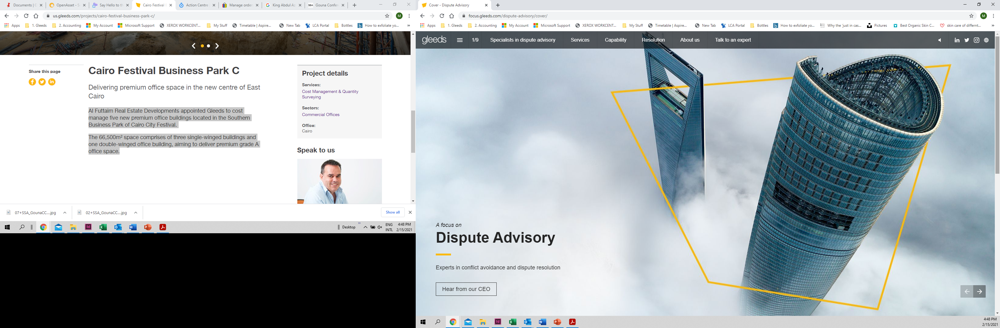 Documents | C
OpenAsset - S
Say Hello to th
Cairo Festival B
Action Centre
Manage order
King Abdul Az
SSA
Gouna Confer
us.gleeds.com/projects/cairo-festival-business-park-c/
M
Apps
1. Gleeds
2. Accounting
My Account
Microsoft Support
XEROX WORKCENT...
My Stuff
Timetable | Aspire...
New Tab
LCA Portal
Bottles
How to exfoliate yo...
Share this page
Cairo Festival Business Park C
Delivering premium office space in the new centre of East
Cairo
Al Futtaim Real Estate Developments appointed Gleeds to cost
manage five new premium office buildings located in the Southern
Business Park of Cairo City Festival.
The 66,500m² space comprises of three single-winged buildings and
one double-winged office building, aiming to deliver premium grade A
office space.
Project details
Services:
Cost Management & Quantity
Surveying
Sectors:
Commercial Offices
Office:
Cairo
Speak to us
07+SSA_GounaCC....jpg
02+SSA_GounaCC....jpg
Show all
Desktop
ENG
INTL
4:48 PM
2/15/2021
Cover - Dispute Advisory
focus.gleeds.com/dispute-advisory/cover/
M
Apps
1. Gleeds
2. Accounting
My Account
Microsoft Support
XEROX WORKCENT...
My Stuff
Timetable | Aspire...
New Tab
LCA Portal
Bottles
How to exfoliate yo...
Why the 'just in cas...
Pictures
Best Organic Skin C...
skin care of differnt...
gleeds
1/9
Specialists in dispute advisory
Services
Capability
Resolution
About us
Talk to an expert
A focus on
Dispute Advisory
Experts in conflict avoidance and dispute resolution
Hear from our CEO
4:48 PM
2/15/2021